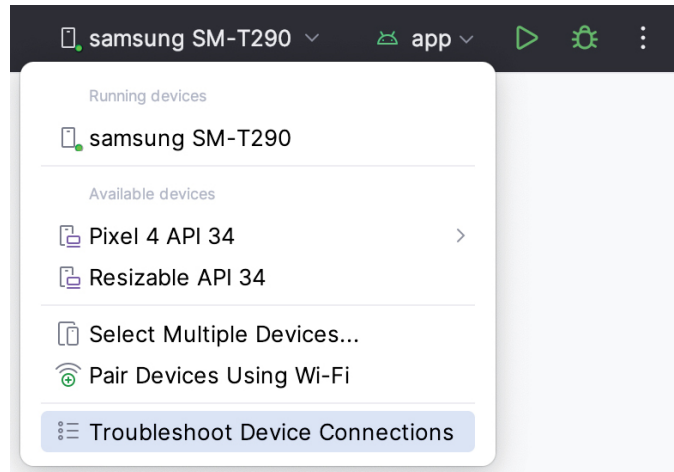 samsung SM-T290 app
Running devices
samsung SM-T290
Available devices
Pixel 4 API 34
Resizable API 34
Select Multiple Devices...
Pair Devices Using Wi-Fi
Troubleshoot Device Connections